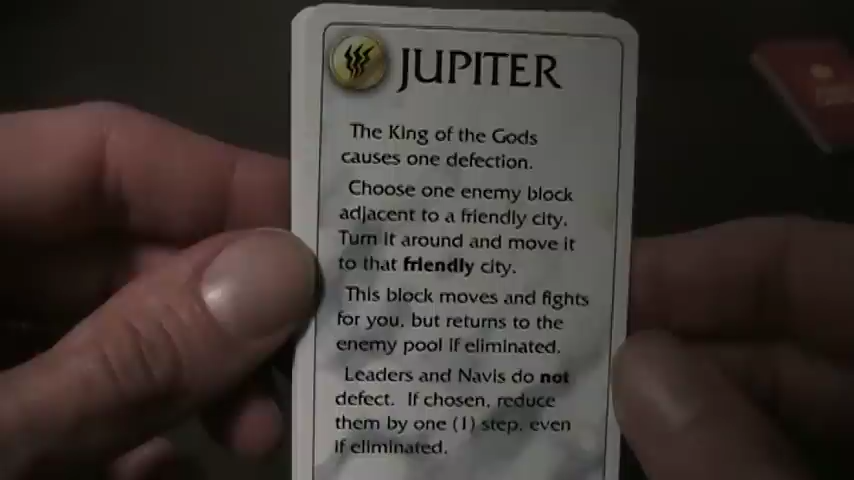 JUPITER
The King of the Gods
causes one defection.
Choose one enemy block
adjacent to a friendly city.
Turn it around and move it
to that friendly city.
This block moves and fights
for you, but returns to the
enemy pool if eliminated.
Leaders and Navis do not
defect. If chosen, reduce
them by one (1) step, even
if eliminated.